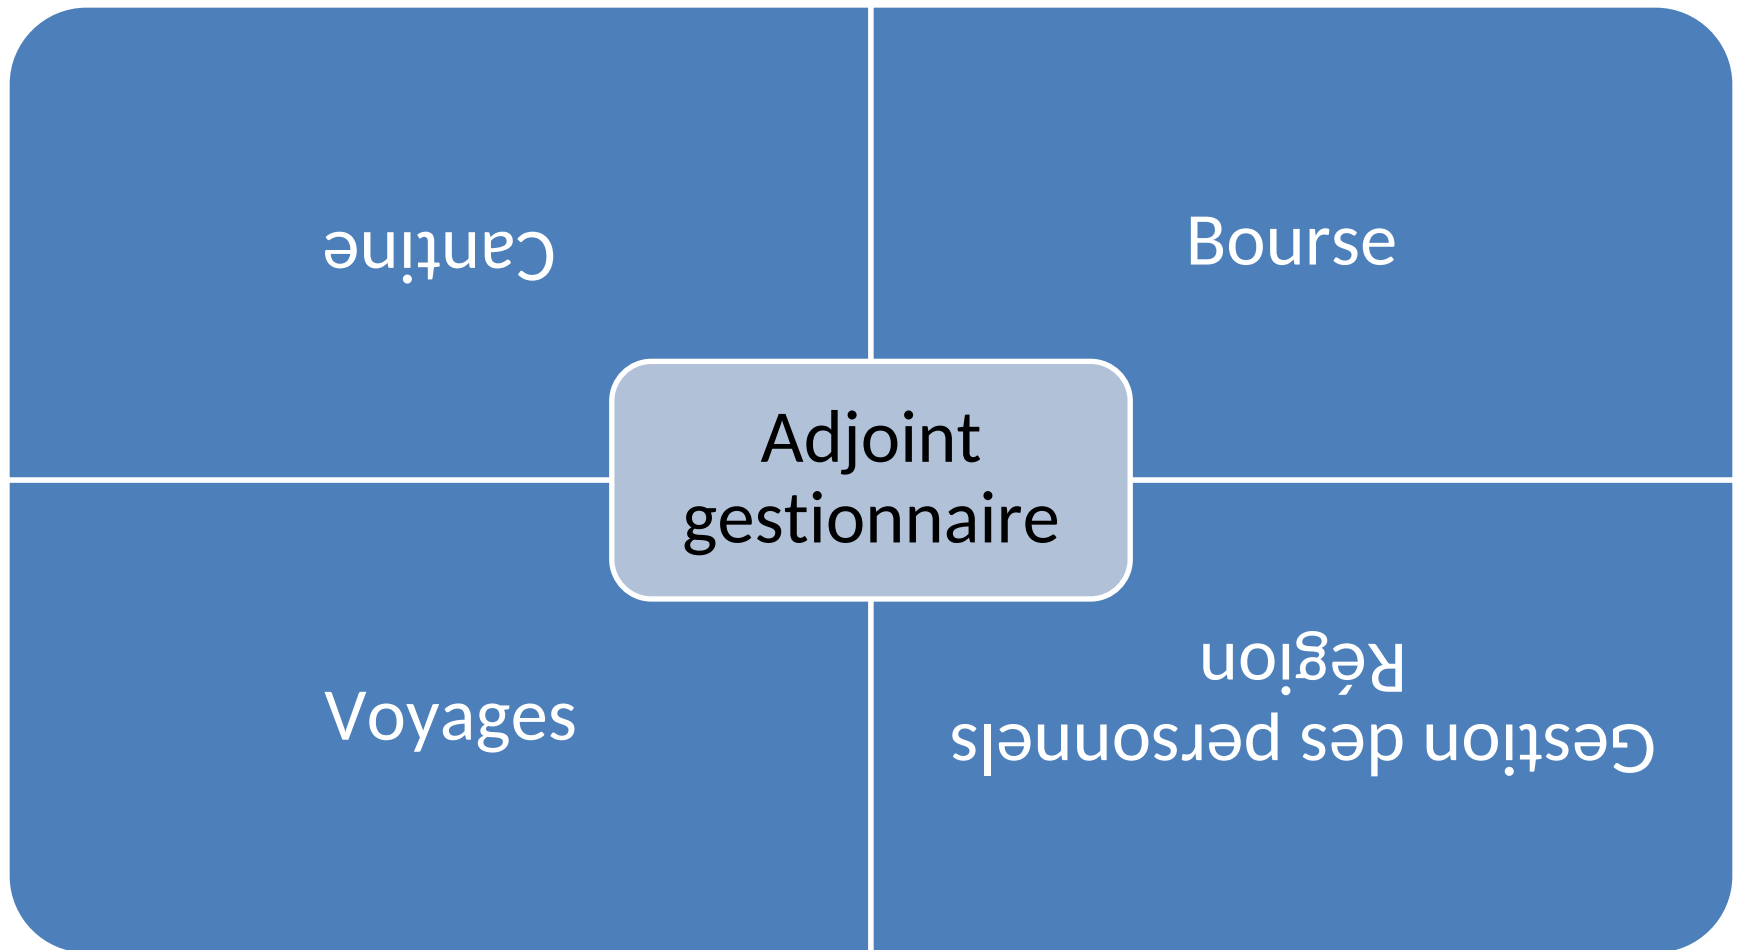 Cantine
Bourse
Adjoint
gestionnaire
Voyages
Gestion des personnels
Région